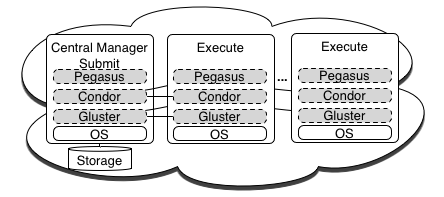 Central Manager
Submit
Pegasus
Condor
Gluster
OS
Storage
Execute
Pegasus
Condor
Gluster
OS
...
Execute
Pegasus
Condor
Gluster
OS